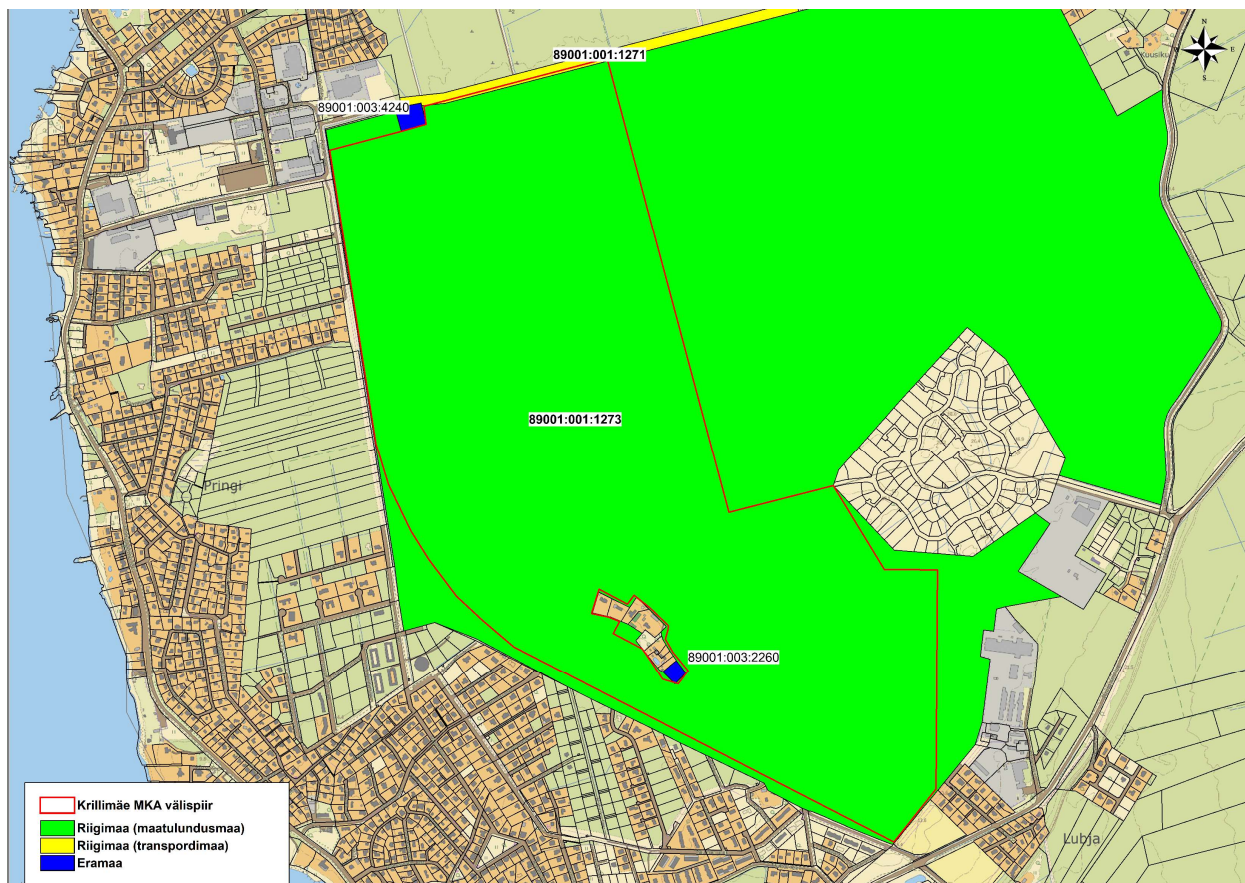 89001:001:1271
N
E
S
Kuusiku
89001:003:4240
89001:001:1273
Pringi
89001:003:2260
Lubja
Krillimäe MKA välispiir
Riigimaa (maatulundusmaa)
Riigimaa (transpordimaa)
Eramaa